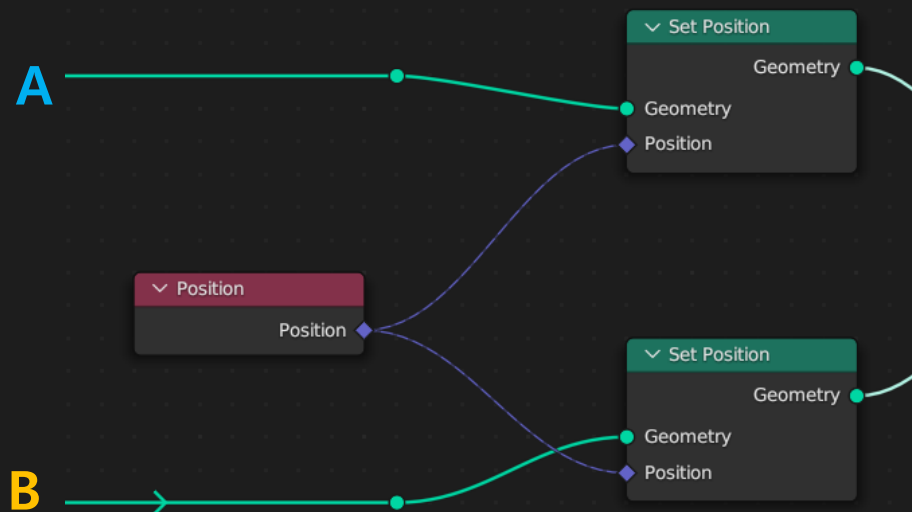 Set Position
Geometry
A
Geometry
Position
Position
Position
Set Position
Geometry
Geometry
Position
B